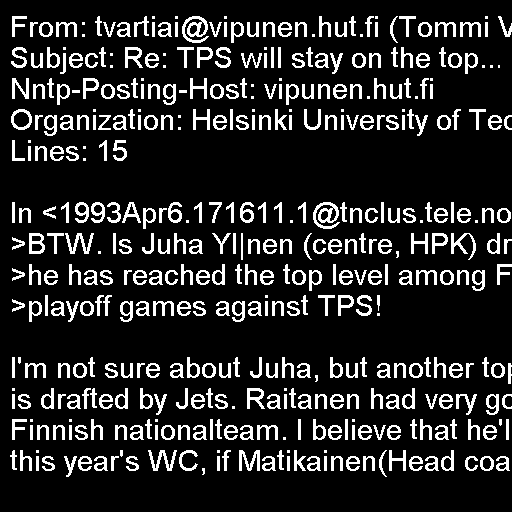 From: tvartiai@vipunen.hut.fi (Tommi V
Subject: Re: TPS will stay on the top...
Nntp-Posting-Host: vipunen.hut.fi
Organization: Helsinki University of Tec
Lines: 15

In <1993Apr6.171611.1@tnclus.tele.no
>BTW. Is Juha Yl|nen (centre, HPK) dr
>he has reached the top level among F
>playoff games against TPS!

I'm not sure about Juha, but another top
is drafted by Jets. Raitanen had very go
Finnish nationalteam. I believe that he'l
this year's WC, if Matikainen(Head coa